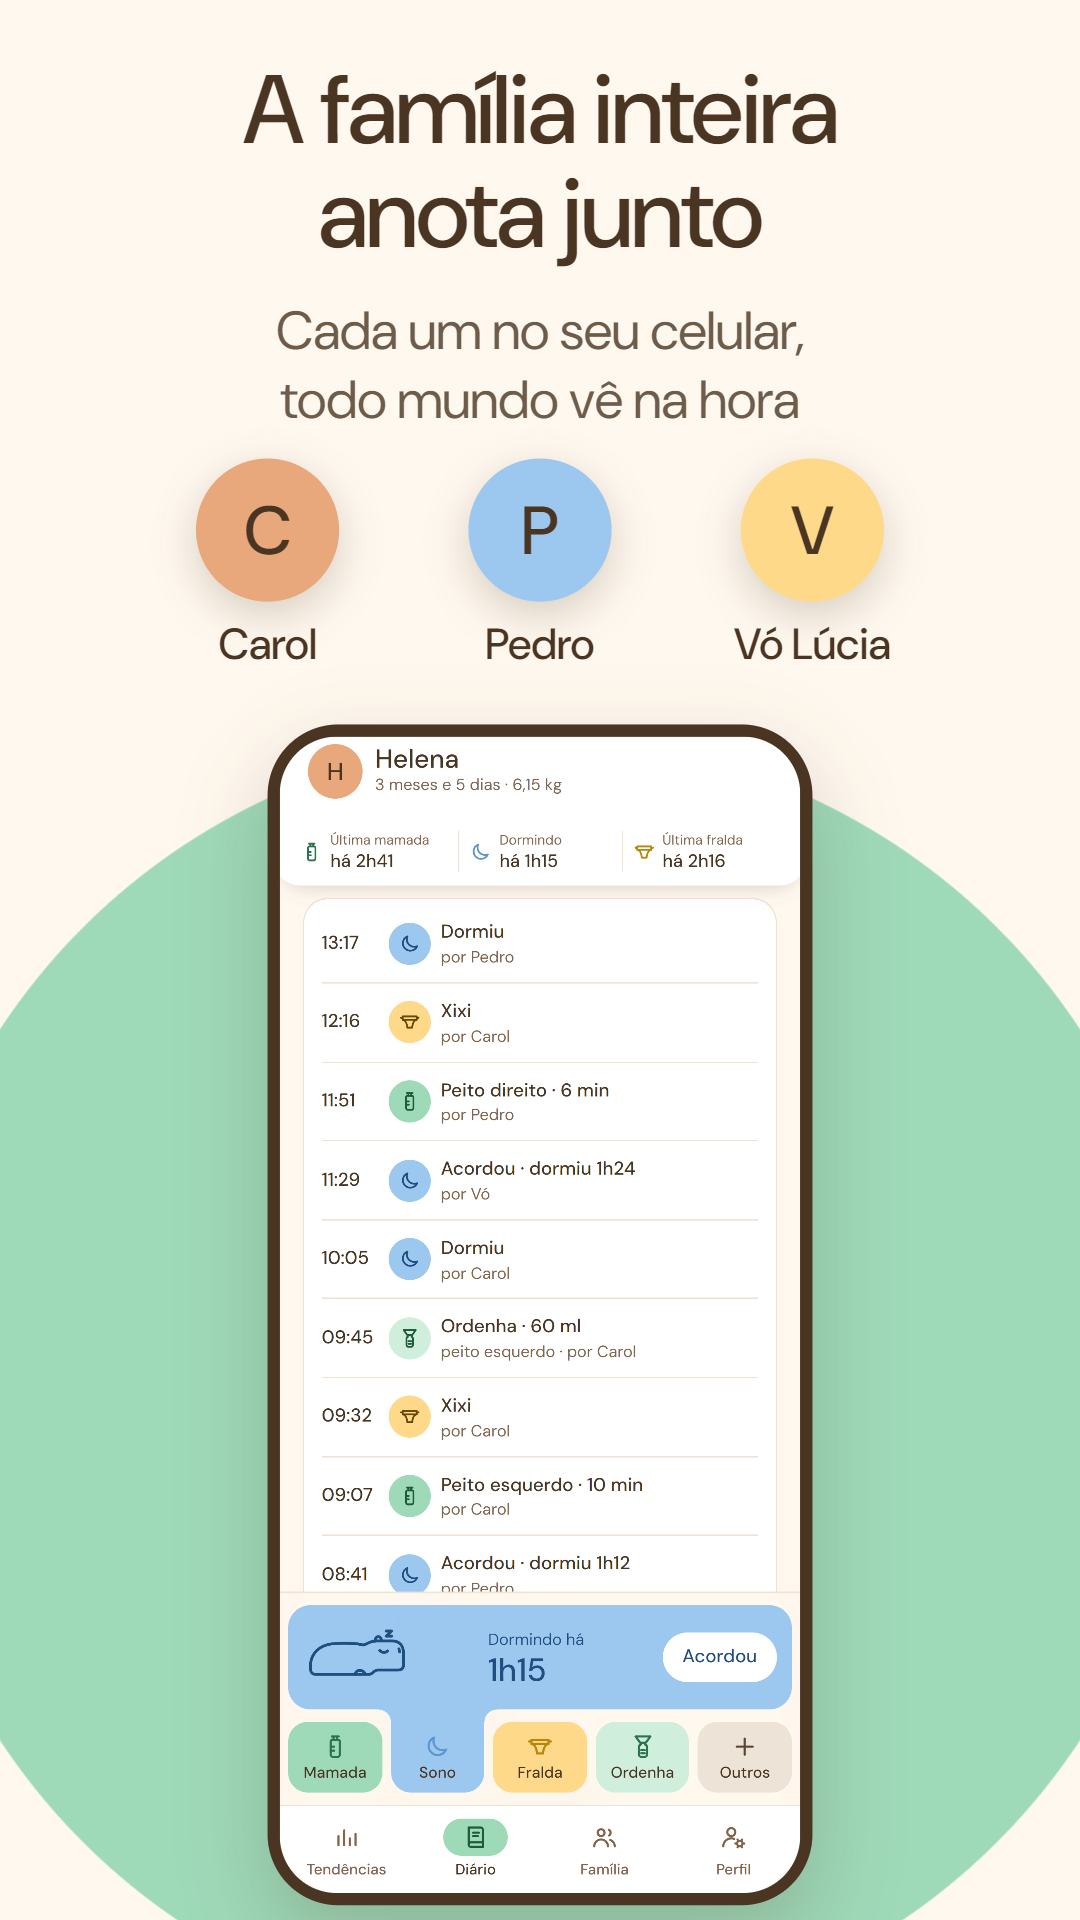 A família inteira
anota junto
Cada um no seu celular,
todo mundo vê na hora
C
P
V
Carol
Pedro
Vó Lúcia
H
Helena
3 meses e 5 dias · 6,15 kg
Última mamada
há 2h41
Dormindo
há 1h15
Última fralda
há 2h16
13:17
Dormiu
por Pedro
12:16
Xixi
por Carol
11:51
Peito direito · 6 min
por Pedro
11:29
Acordou · dormiu 1h24
por Vó
10:05
Dormiu
por Carol
09:45
Ordenha · 60 ml
peito esquerdo · por Carol
09:32
Xixi
por Carol
09:07
Peito esquerdo · 10 min
por Carol
08:41
Acordou · dormiu 1h12
por Pedro
z
Dormindo há
1h15
Acordou
Mamada
Sono
Fralda
Ordenha
Outros
Tendências
Diário
Família
Perfil